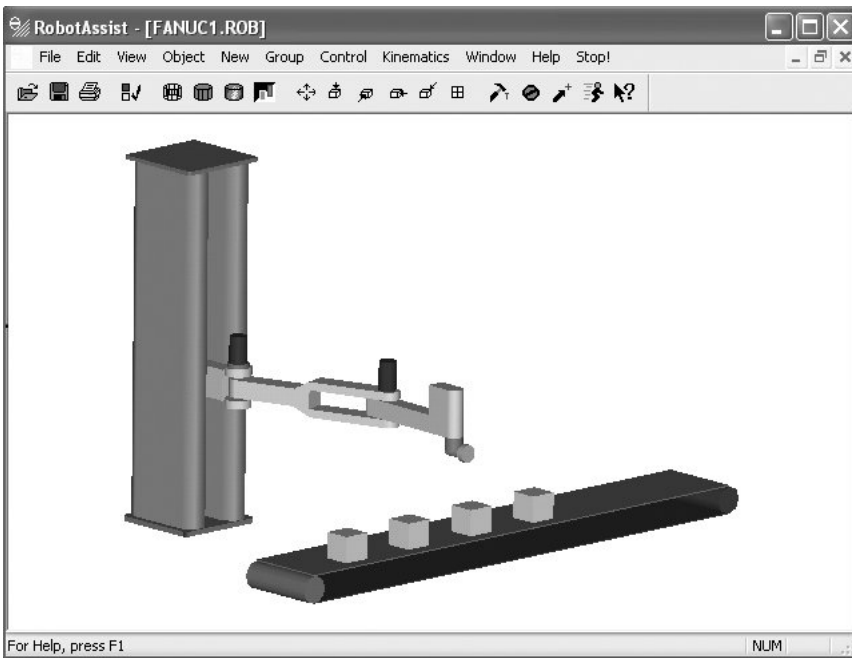 RobotAssist - [FANUC1.ROB]
File Edit View Object New Group Control Kinematics Window Help Stop!
For Help, press F1 NUM